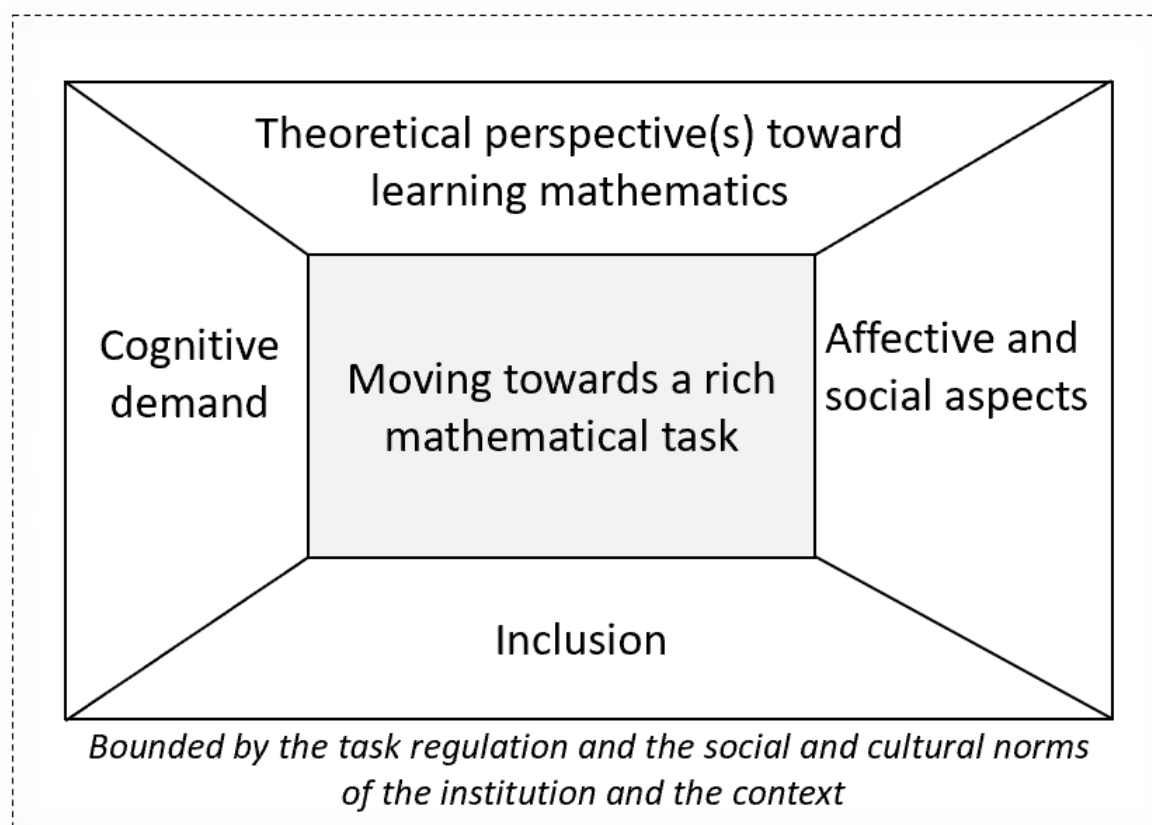 Theoretical perspective(s) toward
learning mathematics
Cognitive
demand
Moving towards a rich
mathematical task
Affective and
social aspects
Inclusion
Bounded by the task regulation and the social and cultural norms
of the institution and the context